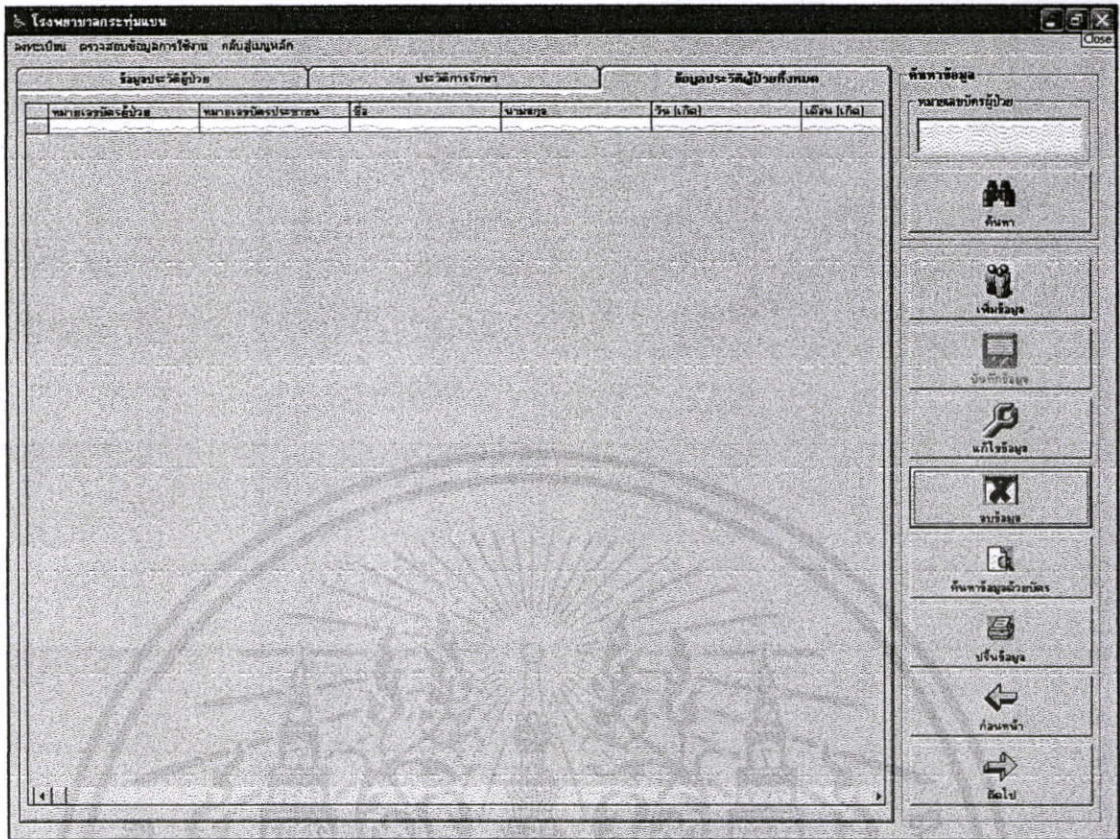 โรงพยาบาลกระทุ่มแบน
Close
ลงทะเบียน ตรวจสอบข้อมูลการใช้งาน กลับสู่เมนูหลัก
ข้อมูลประวัติผู้ป่วย ประวัติการรักษา ข้อมูลประวัติผู้ป่วยทั้งหมด
หมายเลขบัตรผู้ป่วย หมายเลขบัตรประชาชน ชื่อ นามสกุล วัน [เกิด] เดือน [เกิด]
ค้นหาข้อมูล
หมายเลขบัตรผู้ป่วย
ค้นหา
เพิ่มข้อมูล
บันทึกข้อมูล
แก้ไขข้อมูล
ลบข้อมูล
ค้นหาข้อมูลด้วยบัตร
ปริ้นข้อมูล
ก่อนหน้า
ถัดไป